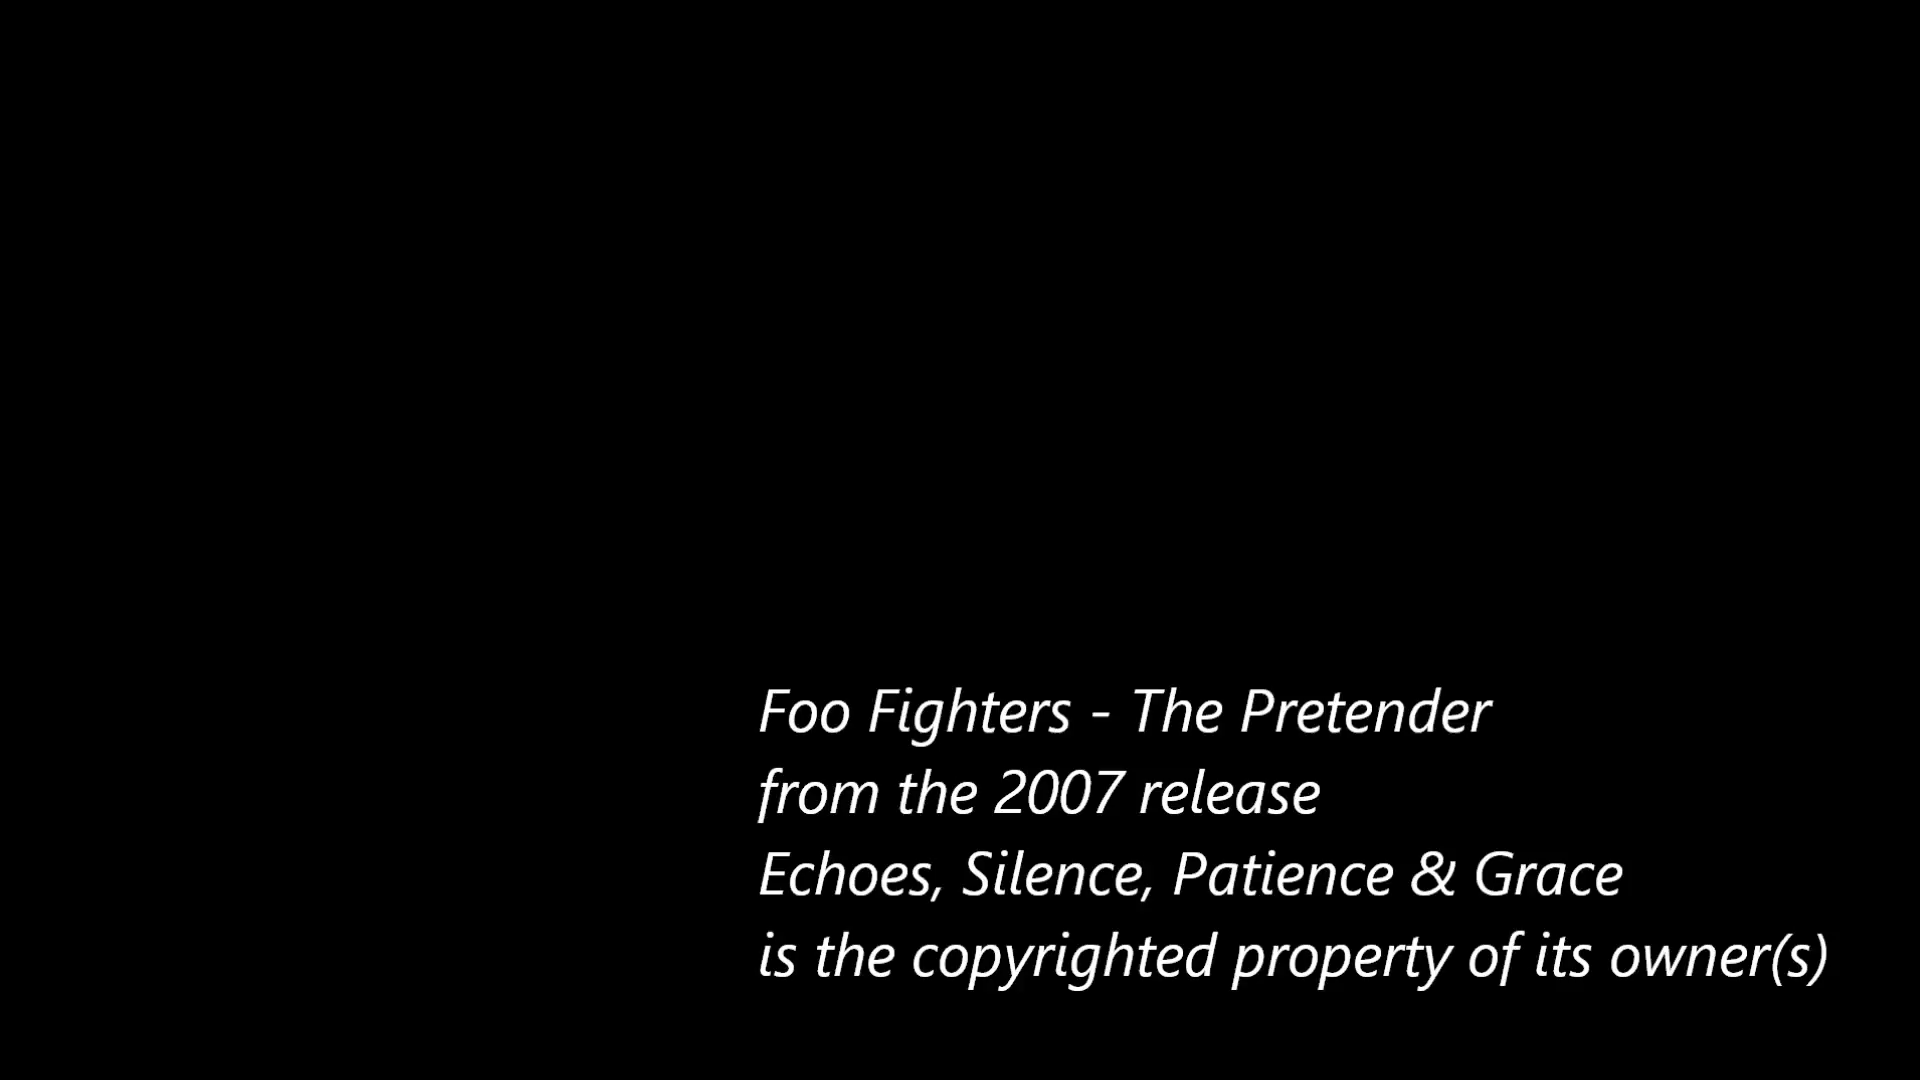 Foo Fighters - The Pretender
from the 2007 release
Echoes, Silence, Patience & Grace
is the copyrighted property of its owner(s)